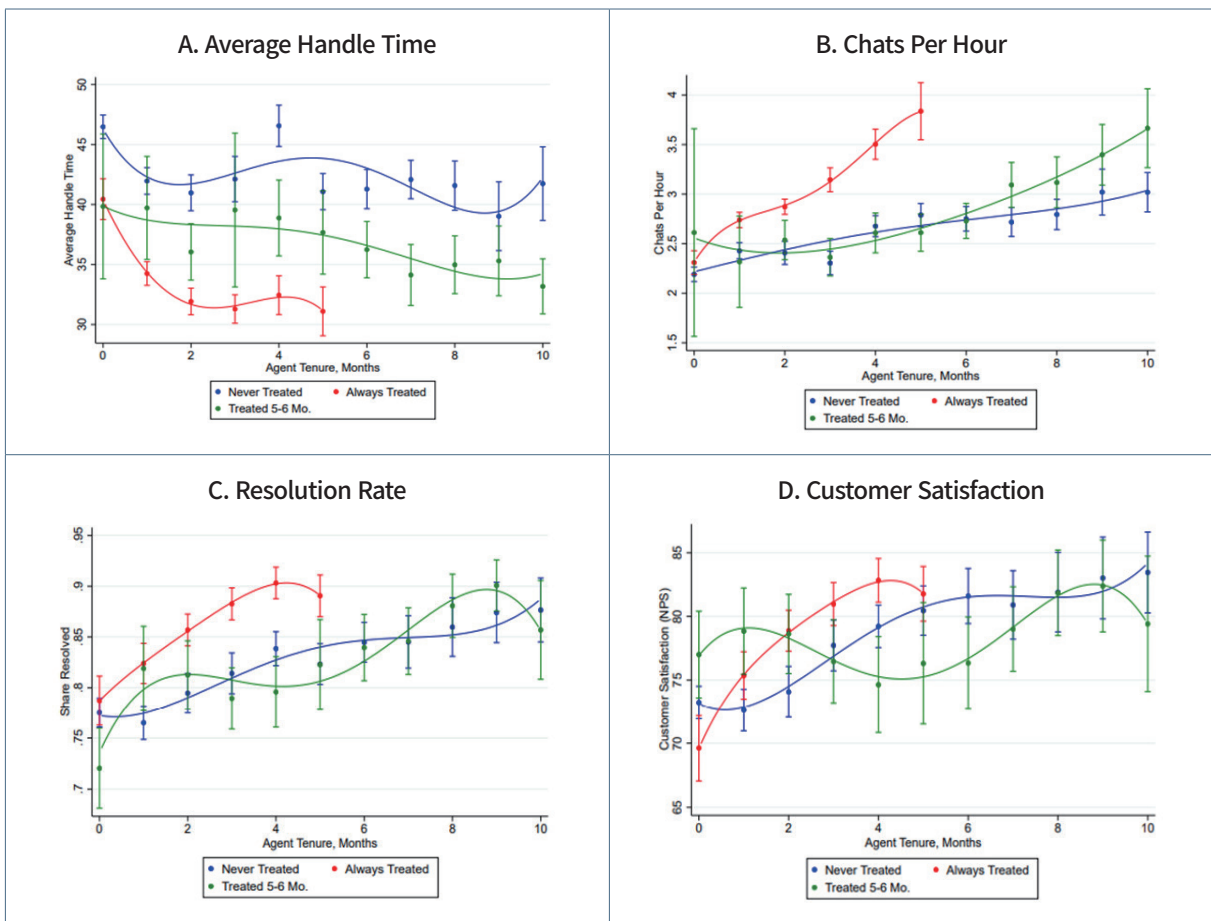 A. Average Handle Time
50
45
40
35
30
Average Handle Time
0 2 4 6 8 10
Agent Tenure, Months
Never Treated Always Treated
Treated 5-6 Mo.
B. Chats Per Hour
4
3.5
3
2.5
2
1.5
Chats Per Hour
0 2 4 6 8 10
Agent Tenure, Months
Never Treated Always Treated
Treated 5-6 Mo.
C. Resolution Rate
.95
.9
.85
.8
.75
.7
Share Resolved
0 2 4 6 8 10
Agent Tenure, Months
Never Treated Always Treated
Treated 5-6 Mo.
D. Customer Satisfaction
85
80
75
70
65
Customer Satisfaction (NPS)
0 2 4 6 8 10
Agent Tenure, Months
Never Treated Always Treated
Treated 5-6 Mo.